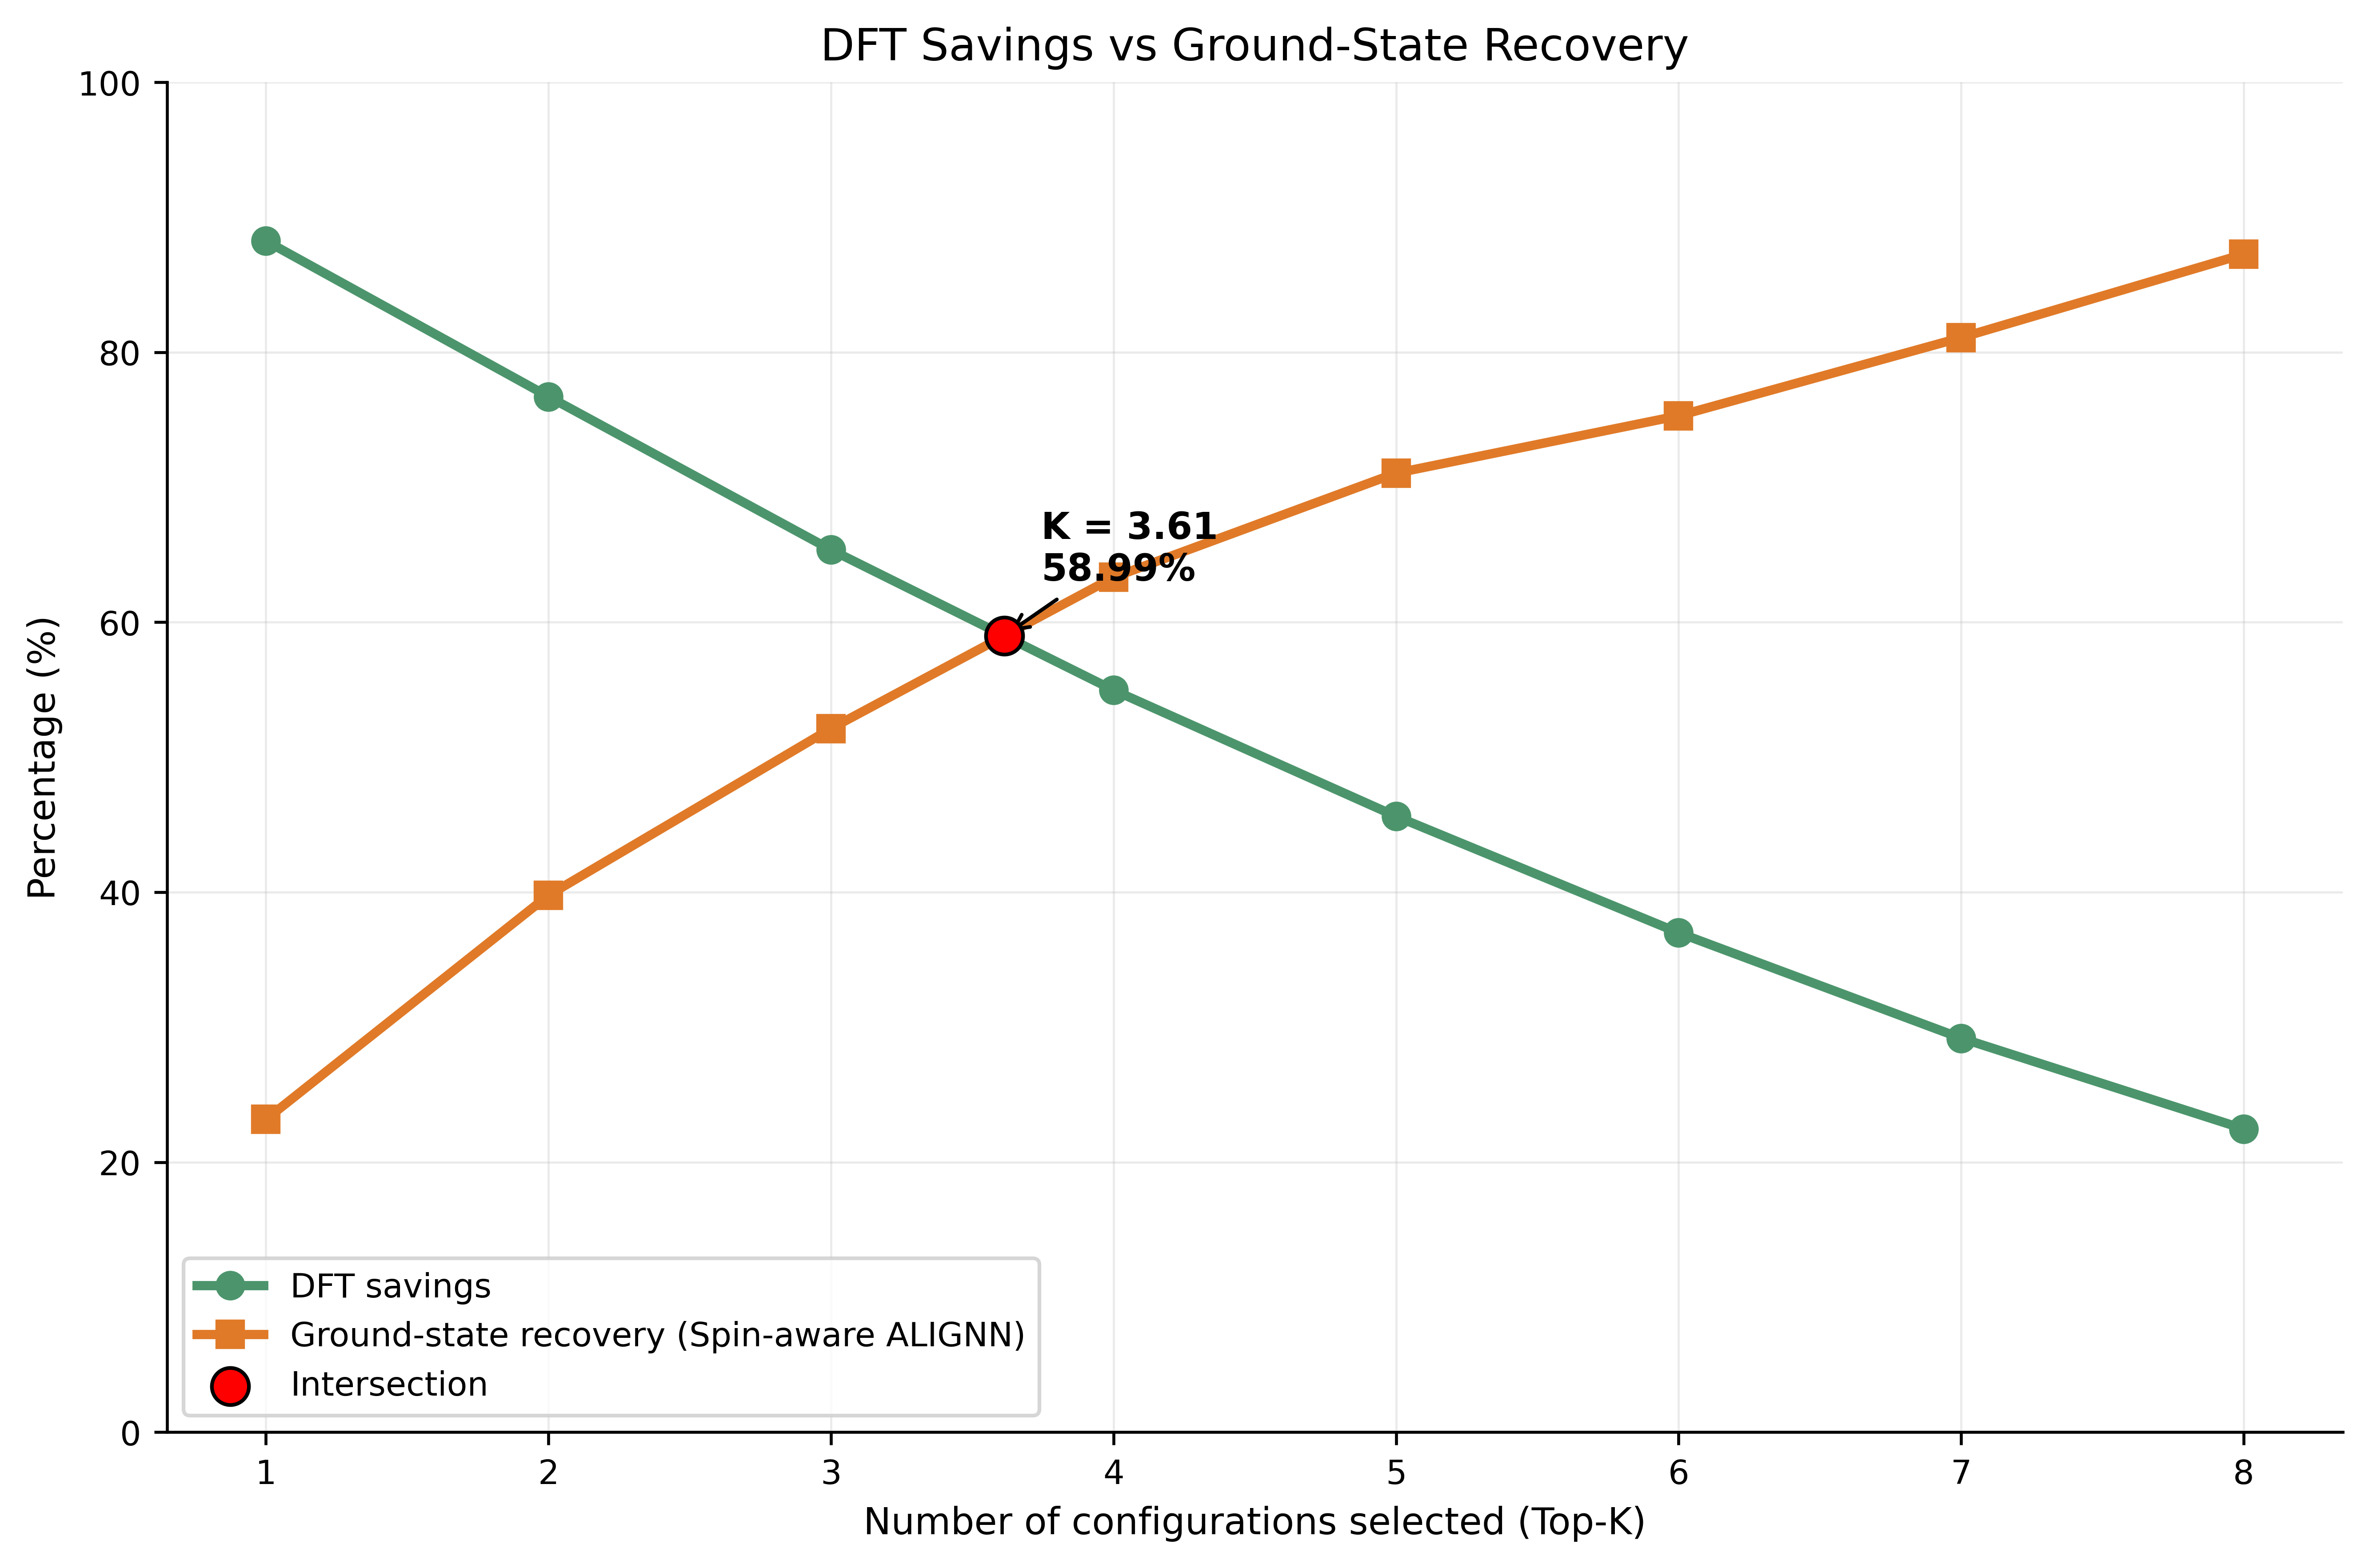 DFT Savings vs Ground-State Recovery
100
80
60
40
20
0
Percentage (%)
K = 3.61
58.99%
DFT savings
Ground-state recovery (Spin-aware ALIGNN)
Intersection
1 2 3 4 5 6 7 8
Number of configurations selected (Top-K)